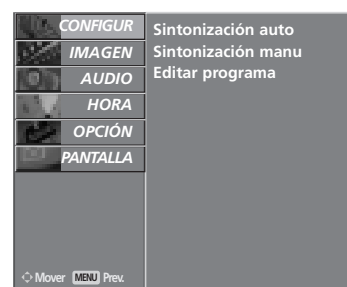 CONFIGUR
IMAGEN
AUDIO
HORA
OPCIÓN
PANTALLA
Sintonización auto
Sintonización manu
Editar programa
Mover MENU Prev.